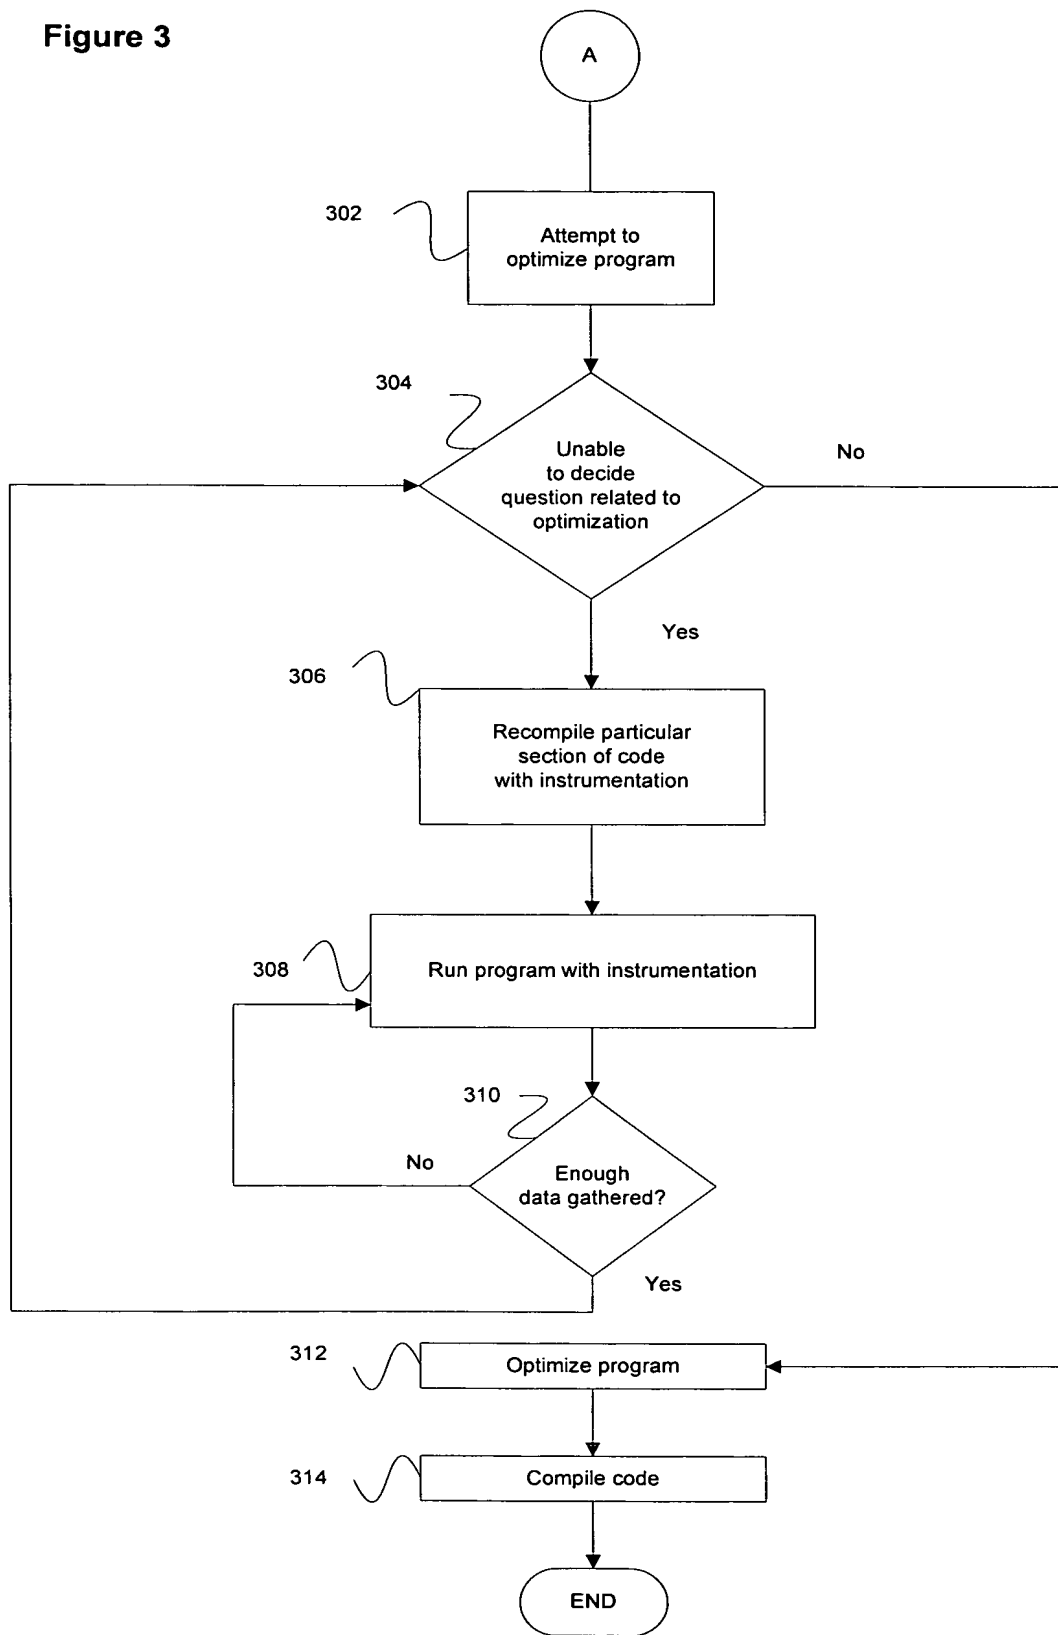 Figure 3
A
302
Attempt to
optimize program
304
Unable
to decide
question related to
optimization
No
Yes
306
Recompile particular
section of code
with instrumentation
308
Run program with instrumentation
310
No
Enough
data gathered?
Yes
312
Optimize program
314
Compile code
END